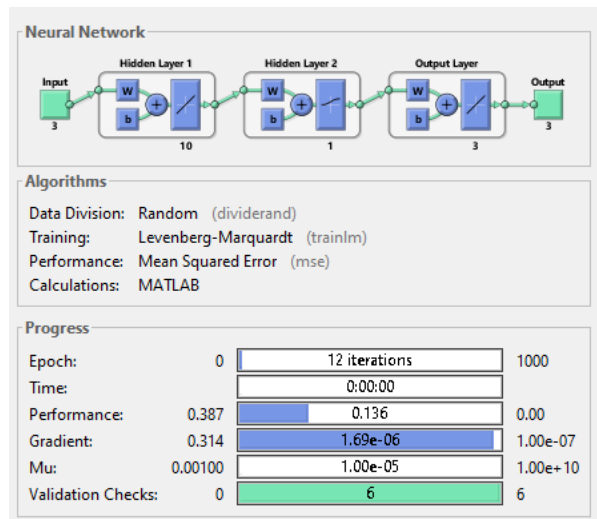 Neural Network
Hidden Layer 1 Hidden Layer 2 Output Layer
Input Output
W W W
b b b
3 10 1 3 3
Algorithms
Data Division: Random (dividerand)
Training: Levenberg-Marquardt (trainlm)
Performance: Mean Squared Error (mse)
Calculations: MATLAB
Progress
Epoch: 0 12 iterations 1000
Time: 0:00:00
Performance: 0.387 0.136 0.00
Gradient: 0.314 1.69e-06 1.00e-07
Mu: 0.00100 1.00e-05 1.00e+10
Validation Checks: 0 6 6